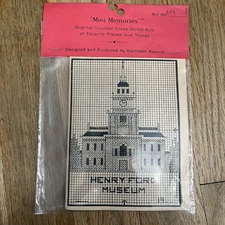 "Mini Memories"™
Original Counted Cross Stitch Kits
of Favorite Places and Things
Designed and Produced by Kathleen
HENRY FORD
MUSEUM